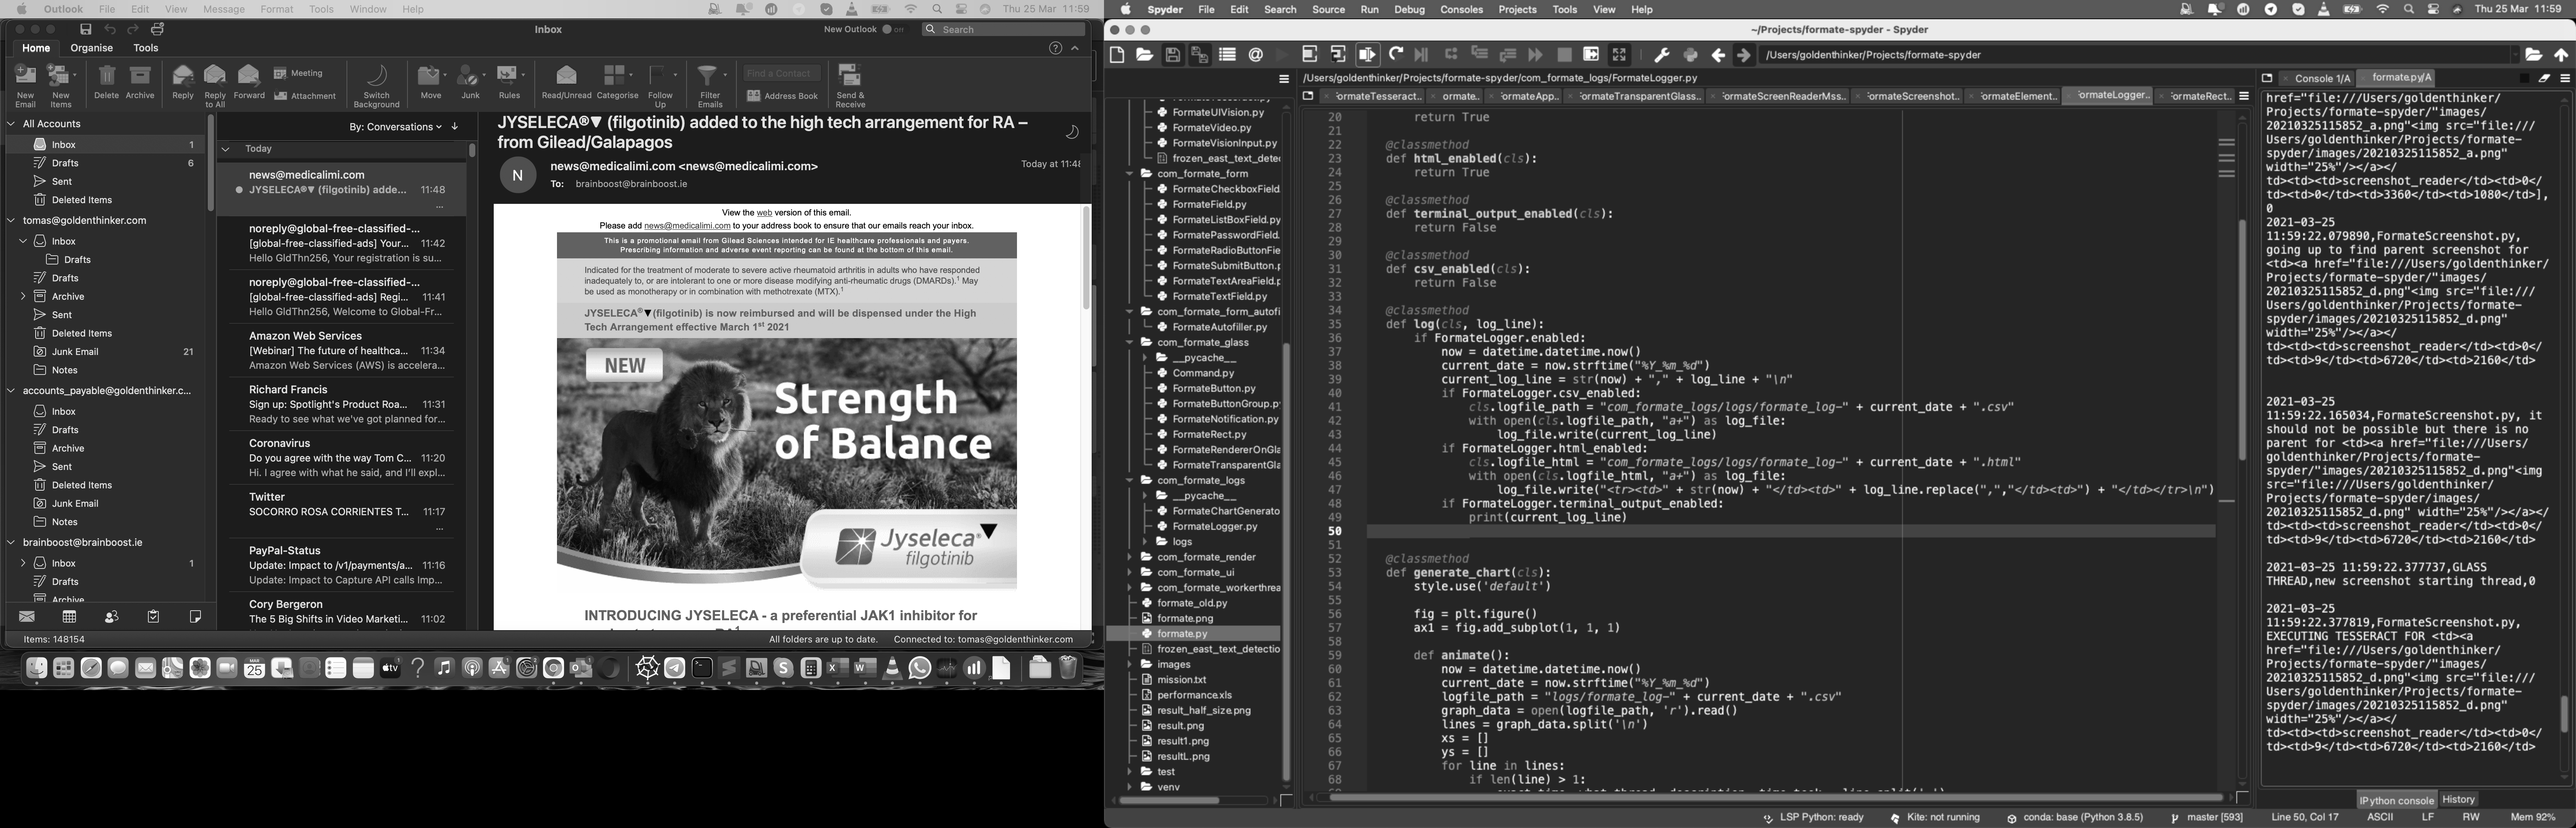 Outlook File Edit View Message Format Tools Window Help
Thu 25 Mar 11:59
Inbox
New Outlook
Search
Home Organise Tools
New Email
New Items
Delete
Archive
Reply
Reply to All
Forward
Meeting
Attachment
Switch Background
Move
Junk
Rules
Read/Unread
Categorise
Follow Up
Filter Emails
Find a Contact
Address Book
Send & Receive
All Accounts
Inbox 1
Drafts 6
Sent
Deleted Items
tomas@goldenthinker.com
Inbox
Drafts
Drafts
Archive
Sent
Deleted Items
Junk Email 21
Notes
accounts_payable@goldenthinker.c...
Inbox
Drafts
Archive
Sent
Deleted Items
Junk Email
Notes
brainboost@brainboost.ie
Inbox 1
Drafts
Archive
By: Conversations
Today
news@medicalimi.com
JYSELECA®▼ (filgotinib) adde... 11:48
...
noreply@global-free-classified-...
[global-free-classified-ads] Your... 11:42
Hello GldThn256, Your registration is su...
noreply@global-free-classified-...
[global-free-classified-ads] Regi... 11:41
Hello GldThn256, Welcome to Global-Fr...
Amazon Web Services
[Webinar] The future of healthca... 11:34
Amazon Web Services (AWS) is accelera...
Richard Francis
Sign up: Spotlight's Product Roa... 11:31
Ready to see what we've got planned for...
Coronavirus
Do you agree with the way Tom C... 11:20
Hi. I agree with what he said, and I'll expl...
Twitter
SOCORRO ROSA CORRIENTES T... 11:17
...
PayPal-Status
Update: Impact to /v1/payments/a... 11:16
Update: Impact to Capture API calls Imp...
Cory Bergeron
The 5 Big Shifts in Video Marketi... 11:02
JYSELECA®▼ (filgotinib) added to the high tech arrangement for RA –
from Gilead/Galapagos
N
news@medicalimi.com <news@medicalimi.com>
Today at 11:48
To: brainboost@brainboost.ie
View the web version of this email.
Please add news@medicalimi.com to your address book to ensure that our emails reach your inbox.
This is a promotional email from Gilead Sciences intended for IE healthcare professionals and payers.
Prescribing information and adverse event reporting can be found at the bottom of this email.
Indicated for the treatment of moderate to severe active rheumatoid arthritis in adults who have responded
inadequately to, or are intolerant to one or more disease modifying anti-rheumatic drugs (DMARDs).1 May
be used as monotherapy or in combination with methotrexate (MTX).1
JYSELECA®▼(filgotinib) is now reimbursed and will be dispensed under the High
Tech Arrangement effective March 1st 2021
NEW
Strength
of Balance
Jyseleca®▼
filgotinib
INTRODUCING JYSELECA - a preferential JAK1 inhibitor for
Items: 148154
All folders are up to date.
Connected to: tomas@goldenthinker.com
MAR
25
tv
Spyder File Edit Search Source Run Debug Consoles Projects Tools View Help
Thu 25 Mar 11:59
~/Projects/formate-spyder - Spyder
/Users/goldenthinker/Projects/formate-spyder
/Users/goldenthinker/Projects/formate-spyder/com_formate_logs/FormateLogger.py
FormateUIVision.py
FormateVideo.py
FormateVisionInput.py
frozen_east_text_detec
com_formate_form
FormateCheckboxField.
FormateField.py
FormateListBoxField.py
FormatePasswordField.
FormateRadioButtonFie
FormateSubmitButton.p
FormateTextAreaField.p
FormateTextField.py
com_formate_form_autofi
FormateAutofiller.py
com_formate_glass
__pycache__
Command.py
FormateButton.py
FormateButtonGroup.py
FormateNotification.py
FormateRect.py
FormateRendererOnGla
FormateTransparentGla
com_formate_logs
__pycache__
FormateChartGenerato
FormateLogger.py
logs
com_formate_render
com_formate_ui
com_formate_workerthrea
formate_old.py
formate.png
formate.py
frozen_east_text_detectio
images
mission.txt
performance.xls
result_half_size.png
result.png
result1.png
resultL.png
test
venv
ormateTesseract.. ormate.. ormateApp.. ormateTransparentGlass.. ormateScreenReaderMss.. ormateScreenshot.. ormateElement.. ormateLogger.. ormateRect..
20 return True
21
22 @classmethod
23 def html_enabled(cls):
24 return True
25
26 @classmethod
27 def terminal_output_enabled(cls):
28 return False
29
30 @classmethod
31 def csv_enabled(cls):
32 return False
33
34 @classmethod
35 def log(cls, log_line):
36 if FormateLogger.enabled:
37 now = datetime.datetime.now()
38 current_date = now.strftime("%Y_%m_%d")
39 current_log_line = str(now) + "," + log_line + "\n"
40 if FormateLogger.csv_enabled:
41 cls.logfile_path = "com_formate_logs/logs/formate_log-" + current_date + ".csv"
42 with open(cls.logfile_path, "a+") as log_file:
43 log_file.write(current_log_line)
44 if FormateLogger.html_enabled:
45 cls.logfile_html = "com_formate_logs/logs/formate_log-" + current_date + ".html"
46 with open(cls.logfile_html, "a+") as log_file:
47 log_file.write("<tr><td>" + str(now) + "</td><td>" + log_line.replace(",","</td><td>") + "</td></tr>\n")
48 if FormateLogger.terminal_output_enabled:
49 print(current_log_line)
50
51
52 @classmethod
53 def generate_chart(cls):
54 style.use('default')
55
56 fig = plt.figure()
57 ax1 = fig.add_subplot(1, 1, 1)
58
59 def animate():
60 now = datetime.datetime.now()
61 current_date = now.strftime("%Y_%m_%d")
62 logfile_path = "logs/formate_log-" + current_date + ".csv"
63 graph_data = open(logfile_path, 'r').read()
64 lines = graph_data.split('\n')
65 xs = []
66 ys = []
67 for line in lines:
68 if len(line) > 1:
Console 1/A formate.py/A
href="file:///Users/goldenthinker/
Projects/formate-spyder/"images/
20210325115852_a.png"<img src="file:///
Users/goldenthinker/Projects/formate-
spyder/images/20210325115852_a.png"
width="25%"/></a></
td><td><td>screenshot_reader</td><td>0</
td><td>0</td><td>3360</td><td>1080</td>],
0
2021-03-25
11:59:22.079890,FormateScreenshot.py,
going up to find parent screenshot for
<td><a href="file:///Users/goldenthinker/
Projects/formate-spyder/"images/
20210325115852_d.png"<img src="file:///
Users/goldenthinker/Projects/formate-
spyder/images/20210325115852_d.png"
width="25%"/></a></
td><td><td>screenshot_reader</td><td>0</
td><td>9</td><td>6720</td><td>2160</td>
2021-03-25
11:59:22.165034,FormateScreenshot.py, it
should not be possible but there is no
parent for <td><a href="file:///Users/
goldenthinker/Projects/formate-
spyder/"images/20210325115852_d.png"<img
src="file:///Users/goldenthinker/
Projects/formate-spyder/images/
20210325115852_d.png" width="25%"/></a></
td><td><td>screenshot_reader</td><td>0</
td><td>9</td><td>6720</td><td>2160</td>
2021-03-25 11:59:22.377737,GLASS
THREAD,new screenshot starting thread,0
2021-03-25
11:59:22.377819,FormateScreenshot.py,
EXECUTING TESSERACT FOR <td><a
href="file:///Users/goldenthinker/
Projects/formate-spyder/"images/
20210325115852_d.png"<img src="file:///
Users/goldenthinker/Projects/formate-
spyder/images/20210325115852_d.png"
width="25%"/></a></
td><td><td>screenshot_reader</td><td>0</
td><td>9</td><td>6720</td><td>2160</td>
IPython console History
LSP Python: ready
Kite: not running
conda: base (Python 3.8.5)
master [593]
Line 50, Col 17
ASCII
LF
RW
Mem 92%